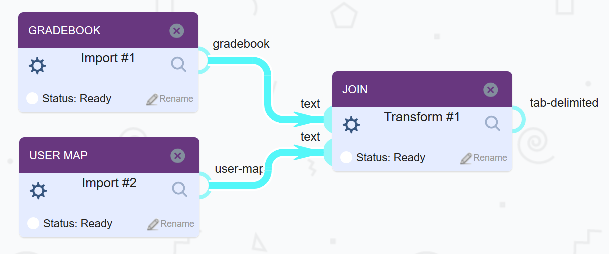 GRADEBOOK
Import #1
Status: Ready
Rename
gradebook
USER MAP
Import #2
Status: Ready
Rename
user-map
text
text
JOIN
Transform #1
Status: Ready
Rename
tab-delimited